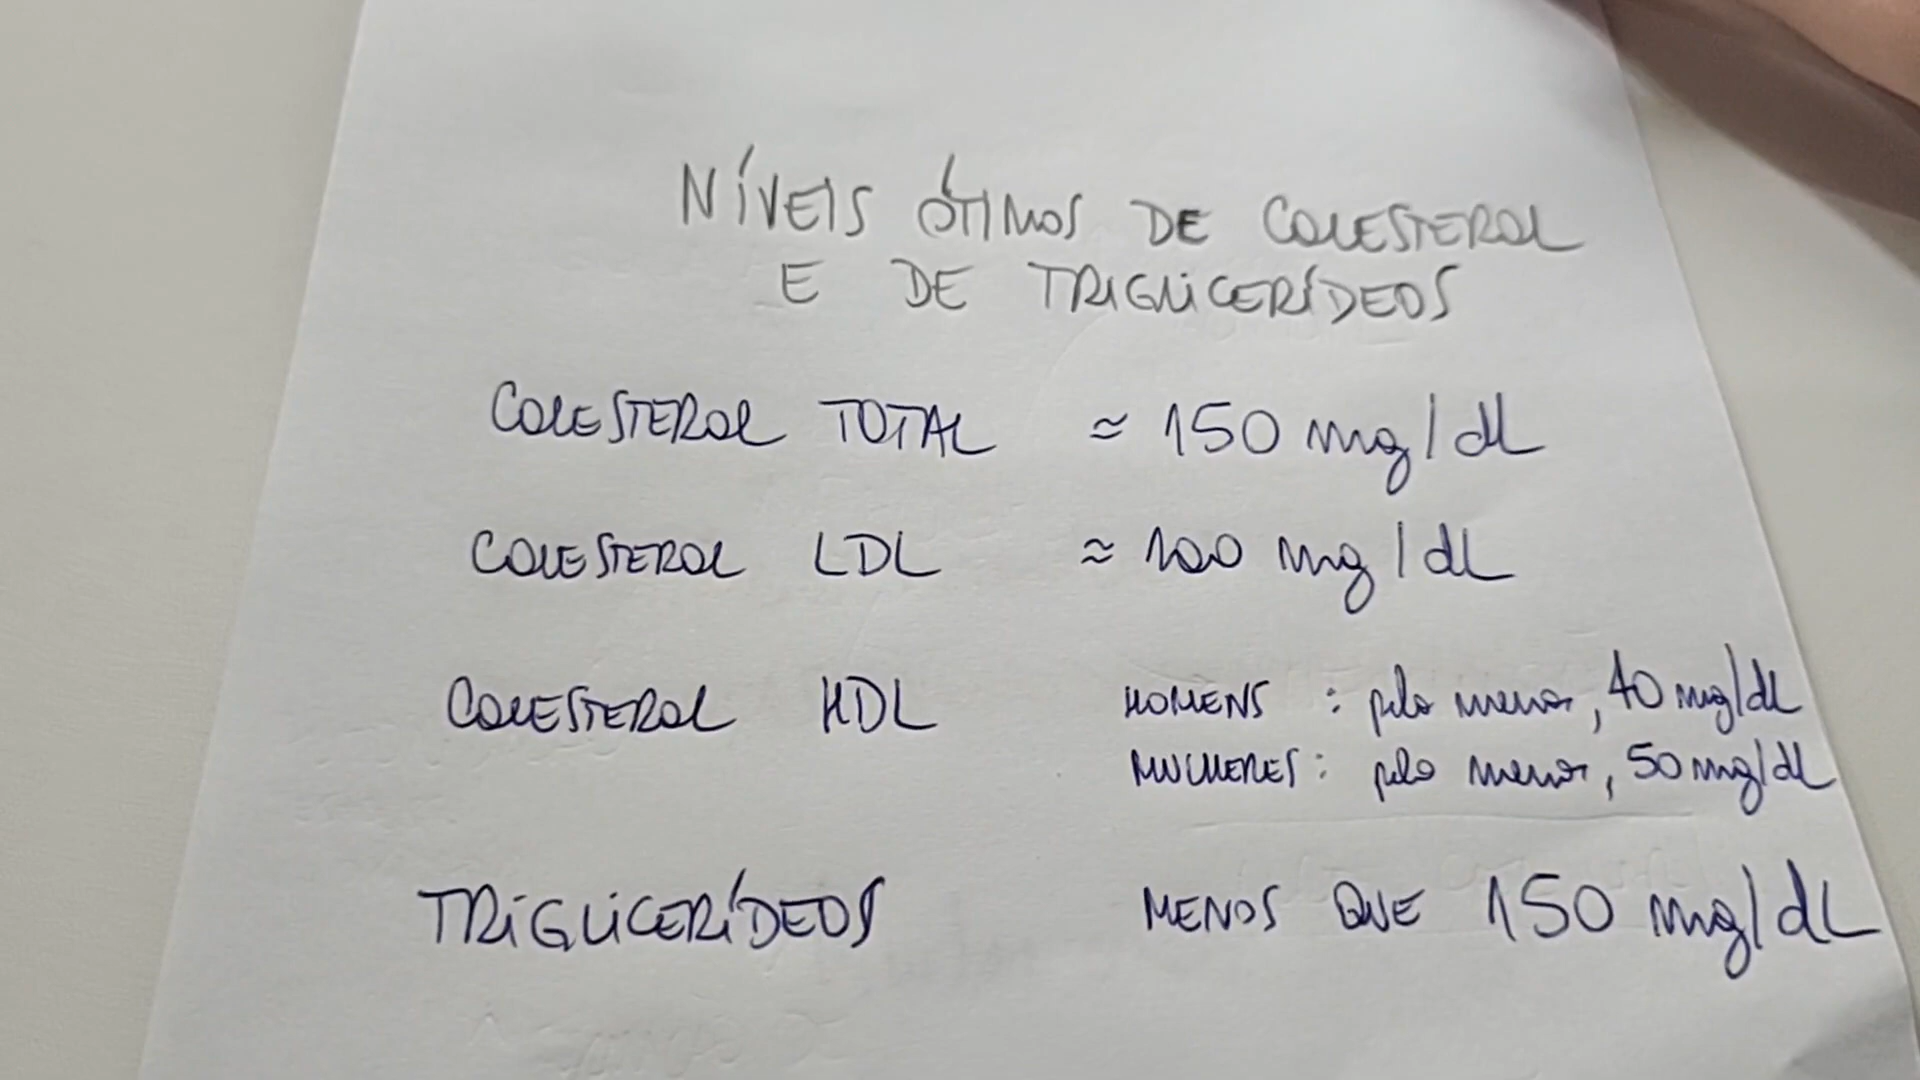 NÍVEIS ÓTIMOS DE COLESTEROL
E DE TRIGLICERÍDEOS
COLESTEROL TOTAL ≈ 150 mg/dL
COLESTEROL LDL ≈ 100 mg/dL
COLESTEROL HDL HOMENS : pelo menos, 40 mg/dL
MULHERES : pelo menos, 50 mg/dL
TRIGLICERÍDEOS MENOS QUE 150 mg/dL